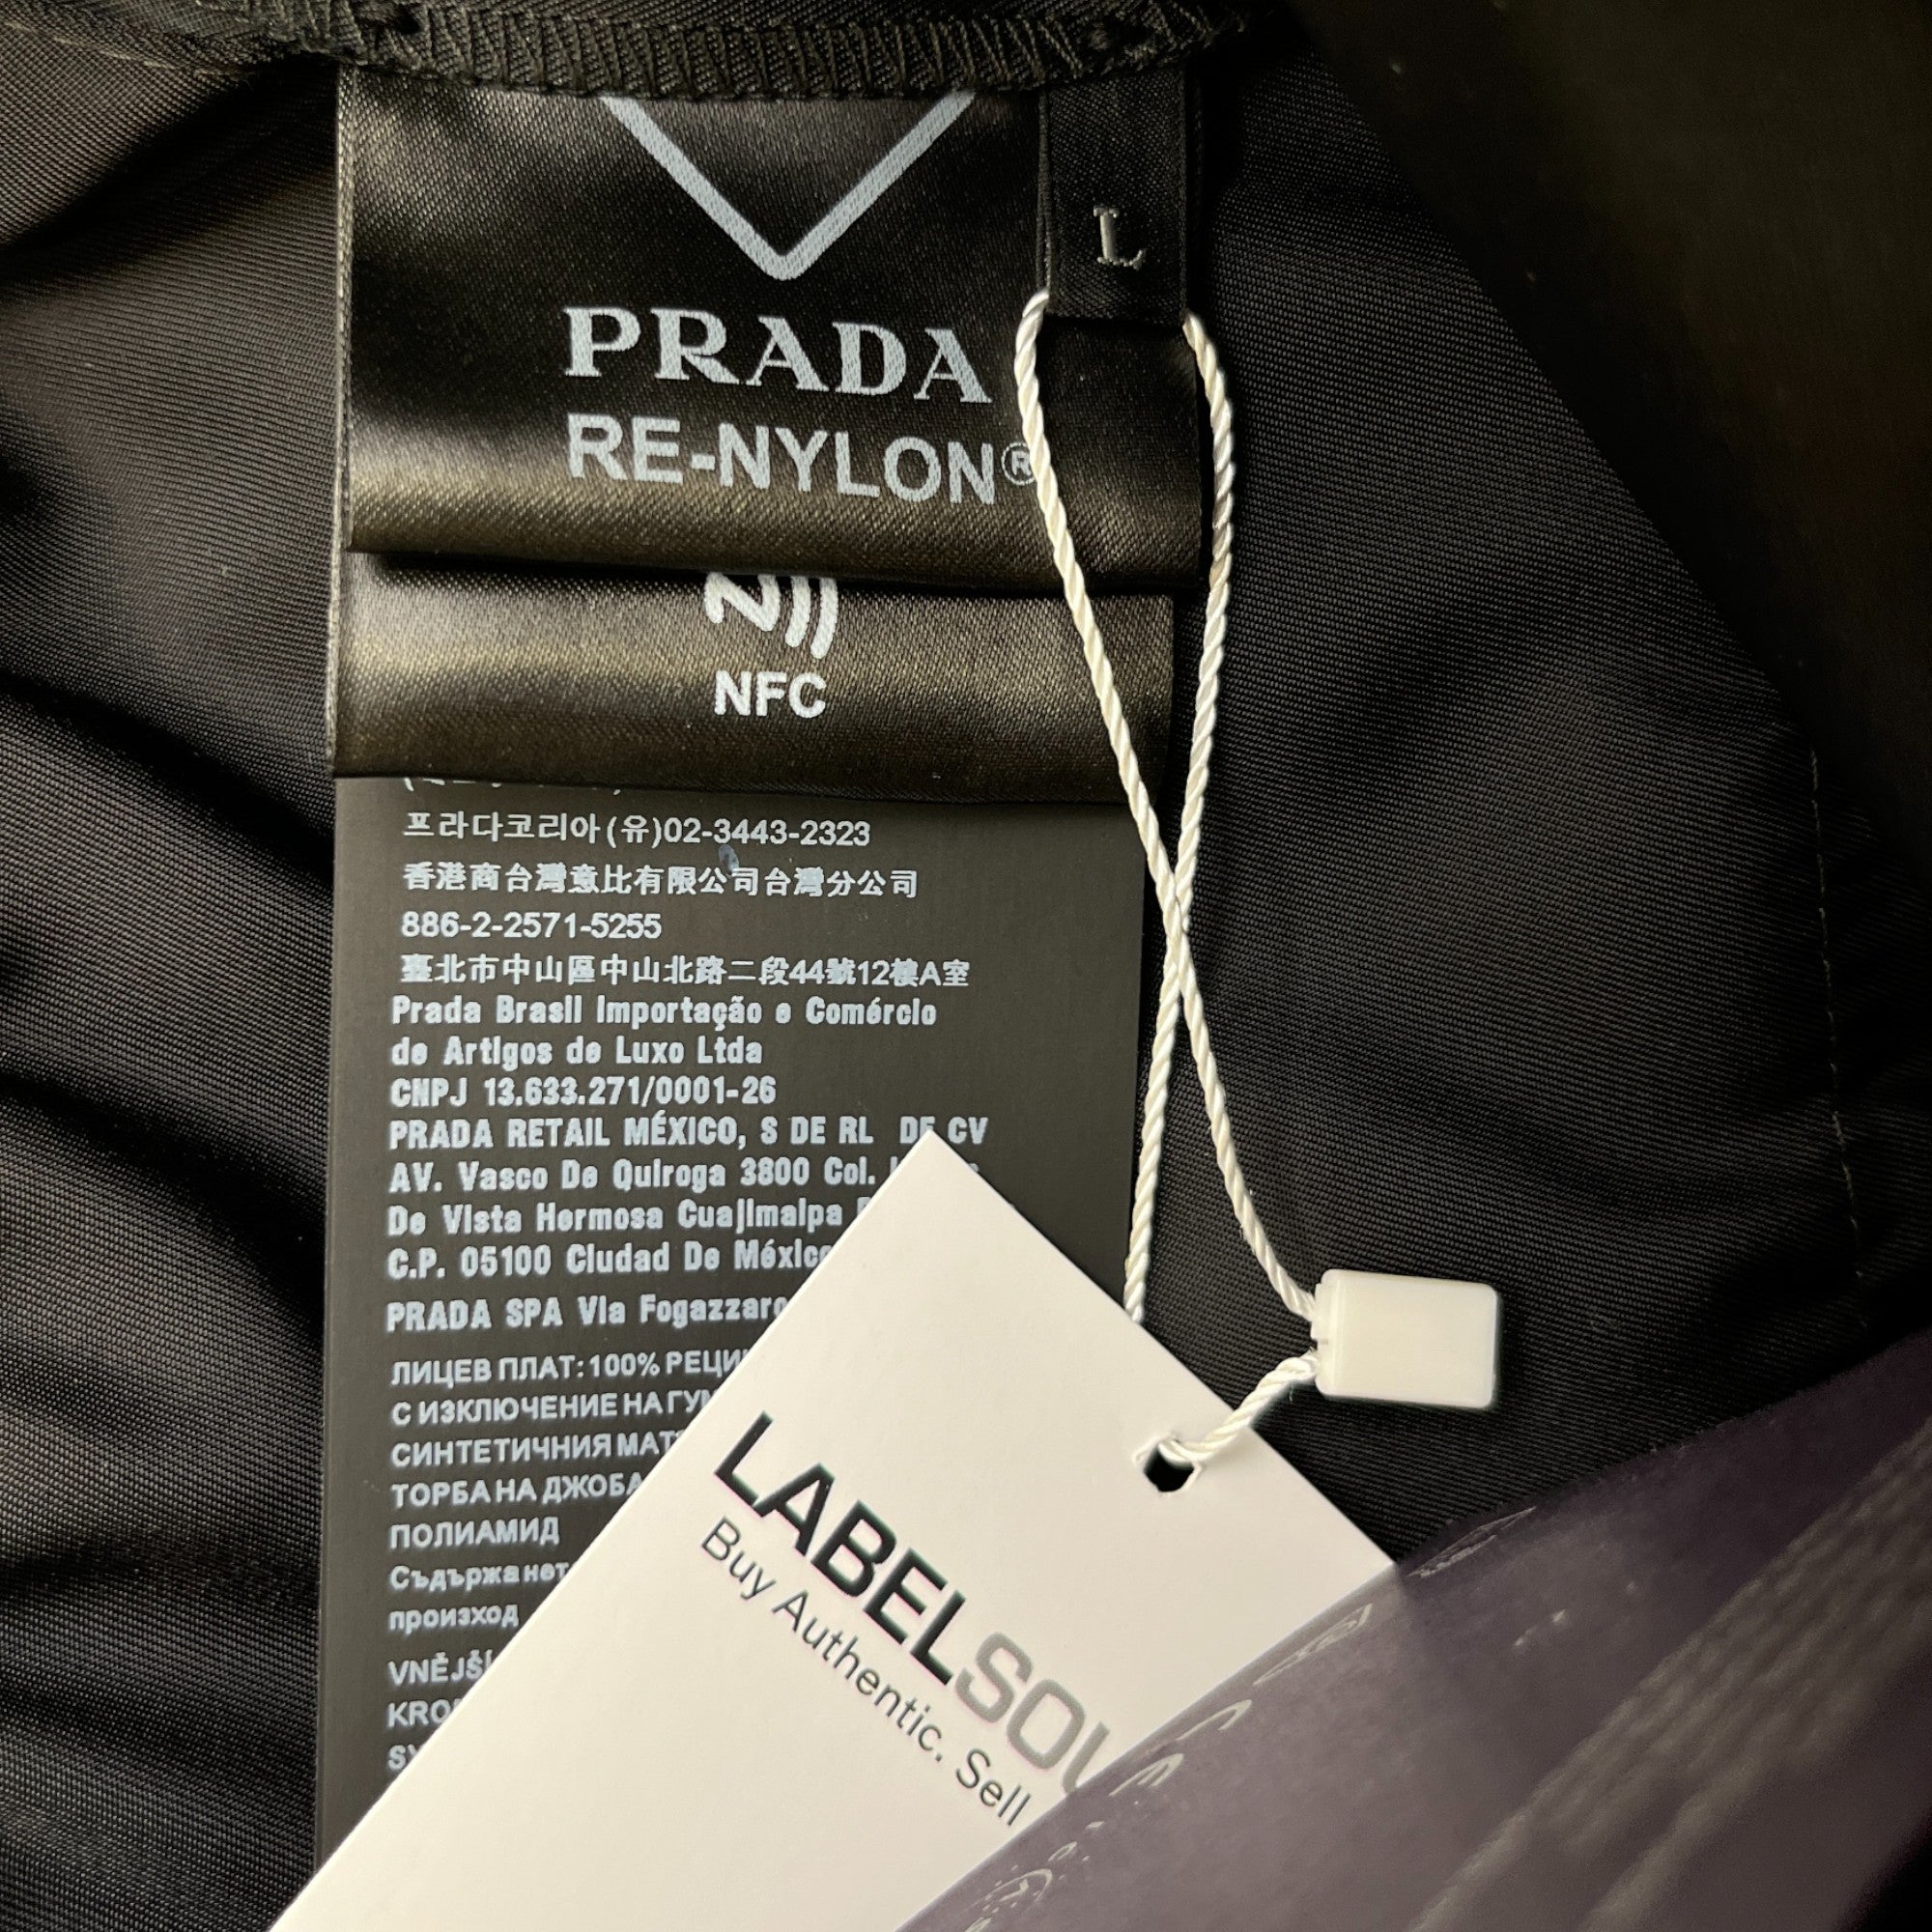 L
PRADA
RE-NYLON®
NFC
프라다코리아(유)02-3443-2323
香港商台灣意比有限公司台灣分公司
886-2-2571-5255
臺北市中山區中山北路二段44號12樓A室
Prada Brasil Importação e Comércio
de Artigos de Luxo Ltda
CNPJ 13.633.271/0001-26
PRADA RETAIL MÉXICO, S DE RL DE CV
AV. Vasco De Quiroga 3800 Col.
De Vista Hermosa Cuajimalpa
C.P. 05100 Ciudad De México
PRADA SPA Via Fogazzaro
ЛИЦЕВ ПЛАТ: 100% РЕЦИ
С ИЗКЛЮЧЕНИЕ НА ГУМ
СИНТЕТИЧНИЯ МАТ
ТОРБА НА ДЖОБА
ПОЛИАМИД
Съдържа нет
произход
VNĚJŠÍ
KRO
SY
LABELSOU
Buy Authentic. Sell